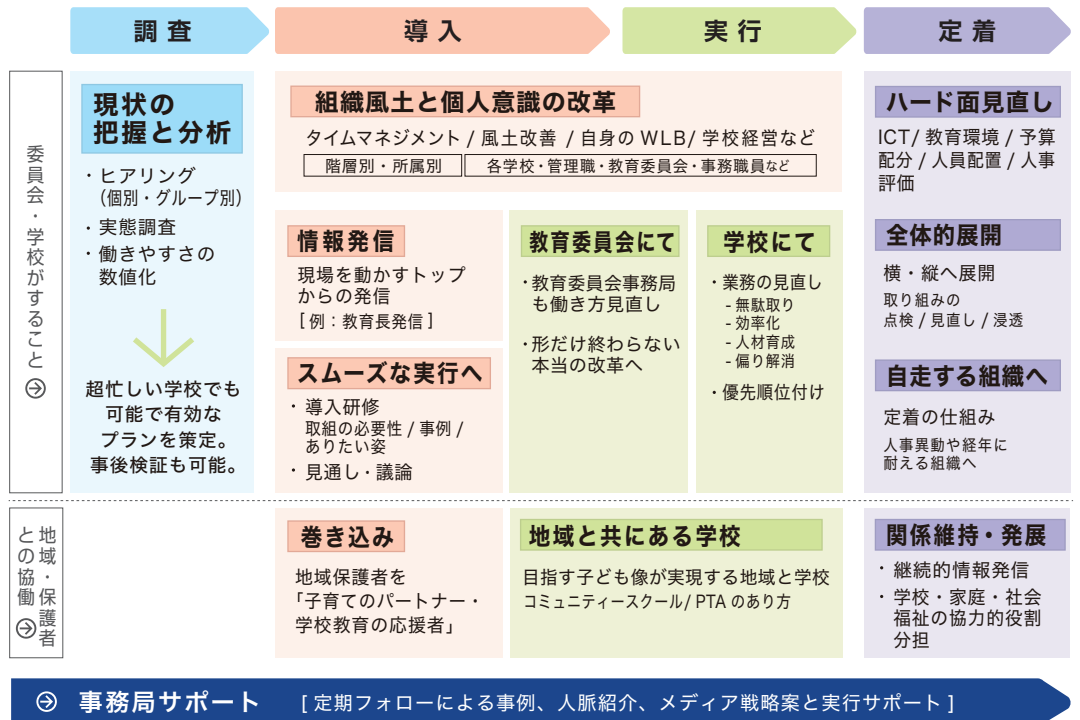 調査
導入
実行
定着
委員会・学校がすること
現状の
把握と分析
・ヒアリング
（個別・グループ別）
・実態調査
・働きやすさの
数値化
超忙しい学校でも
可能で有効な
プランを策定。
事後検証も可能。
組織風土と個人意識の改革
タイムマネジメント / 風土改善 / 自身の WLB/ 学校経営など
階層別・所属別
各学校・管理職・教育委員会・事務職員など
情報発信
現場を動かすトップ
からの発信
[ 例：教育長発信 ]
スムーズな実行へ
・導入研修
取組の必要性 / 事例 /
ありたい姿
・見通し・議論
教育委員会にて
・教育委員会事務局
も働き方見直し
・形だけ終わらない
本当の改革へ
学校にて
・業務の見直し
- 無駄取り
- 効率化
- 人材育成
- 偏り解消
・優先順位付け
ハード面見直し
ICT/ 教育環境 / 予算
配分 / 人員配置 / 人事
評価
全体的展開
横・縦へ展開
取り組みの
点検 / 見直し / 浸透
自走する組織へ
定着の仕組み
人事異動や経年に
耐える組織へ
地域・保護者
との協働
巻き込み
地域保護者を
「子育てのパートナー・
学校教育の応援者」
地域と共にある学校
目指す子ども像が実現する地域と学校
コミュニティースクール/ PTA のあり方
関係維持・発展
・継続的情報発信
・学校・家庭・社会
福祉の協力的役割
分担
事務局サポート [ 定期フォローによる事例、人脈紹介、メディア戦略案と実行サポート ]